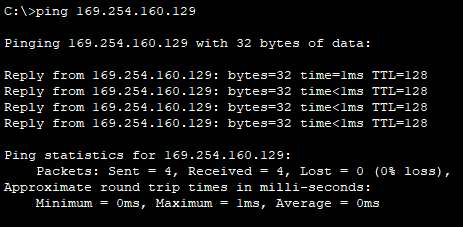 C:\>ping 169.254.160.129
Pinging 169.254.160.129 with 32 bytes of data:
Reply from 169.254.160.129: bytes=32 time=1ms TTL=128
Reply from 169.254.160.129: bytes=32 time<1ms TTL=128
Reply from 169.254.160.129: bytes=32 time<1ms TTL=128
Reply from 169.254.160.129: bytes=32 time<1ms TTL=128
Ping statistics for 169.254.160.129:
    Packets: Sent = 4, Received = 4, Lost = 0 (0% loss),
Approximate round trip times in milli-seconds:
    Minimum = 0ms, Maximum = 1ms, Average = 0ms